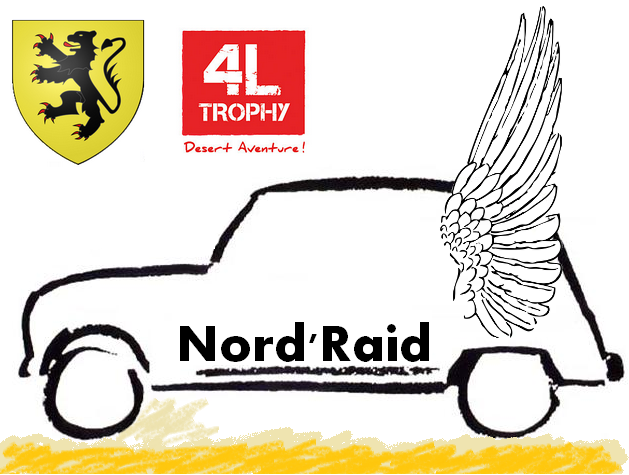 4L
TROPHY
Desert Aventure!
Nord'Raid